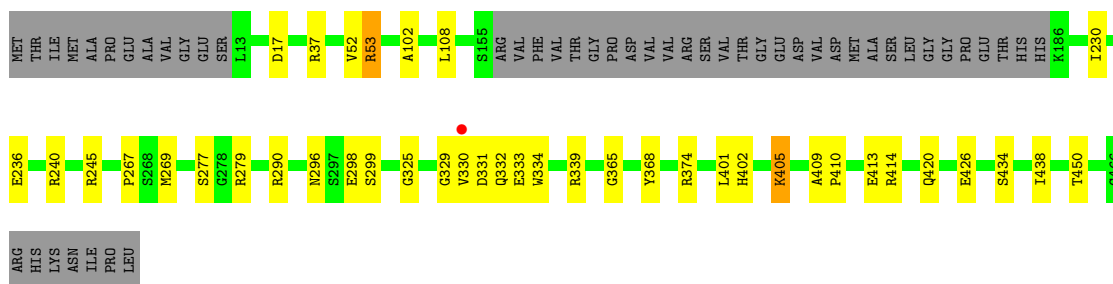 MET THR ILE MET ALA PRO GLU ALA VAL GLY GLU SER L13 D17 R37 V52 R53 A102 L108 S155 ARG VAL PHE VAL THR GLY PRO ASP VAL VAL ARG SER VAL THR GLY GLU ASP VAL ASP MET ALA SER LEU GLY GLY PRO GLU THR HIS HIS K186 I230
E236 R240 R245 P267 S268 M269 S277 G278 R279 R290 N296 S297 E298 S299 G325 G329 V330 D331 Q332 E333 W334 R339 G365 Y368 R374 L401 H402 K405 A409 P410 E413 R414 Q420 E426 S434 I438 T450
ARG HIS LYS ASN ILE PRO LEU